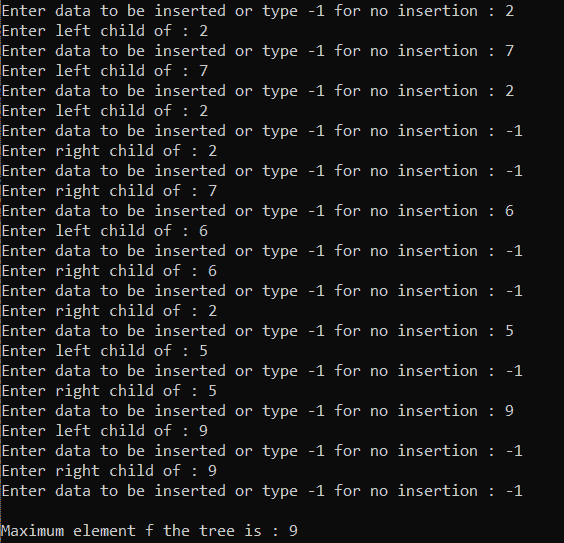 Enter data to be inserted or type -1 for no insertion : 2
Enter left child of : 2
Enter data to be inserted or type -1 for no insertion : 7
Enter left child of : 7
Enter data to be inserted or type -1 for no insertion : 2
Enter left child of : 2
Enter data to be inserted or type -1 for no insertion : -1
Enter right child of : 2
Enter data to be inserted or type -1 for no insertion : -1
Enter right child of : 7
Enter data to be inserted or type -1 for no insertion : 6
Enter left child of : 6
Enter data to be inserted or type -1 for no insertion : -1
Enter right child of : 6
Enter data to be inserted or type -1 for no insertion : -1
Enter right child of : 2
Enter data to be inserted or type -1 for no insertion : 5
Enter left child of : 5
Enter data to be inserted or type -1 for no insertion : -1
Enter right child of : 5
Enter data to be inserted or type -1 for no insertion : 9
Enter left child of : 9
Enter data to be inserted or type -1 for no insertion : -1
Enter right child of : 9
Enter data to be inserted or type -1 for no insertion : -1
Maximum element f the tree is : 9